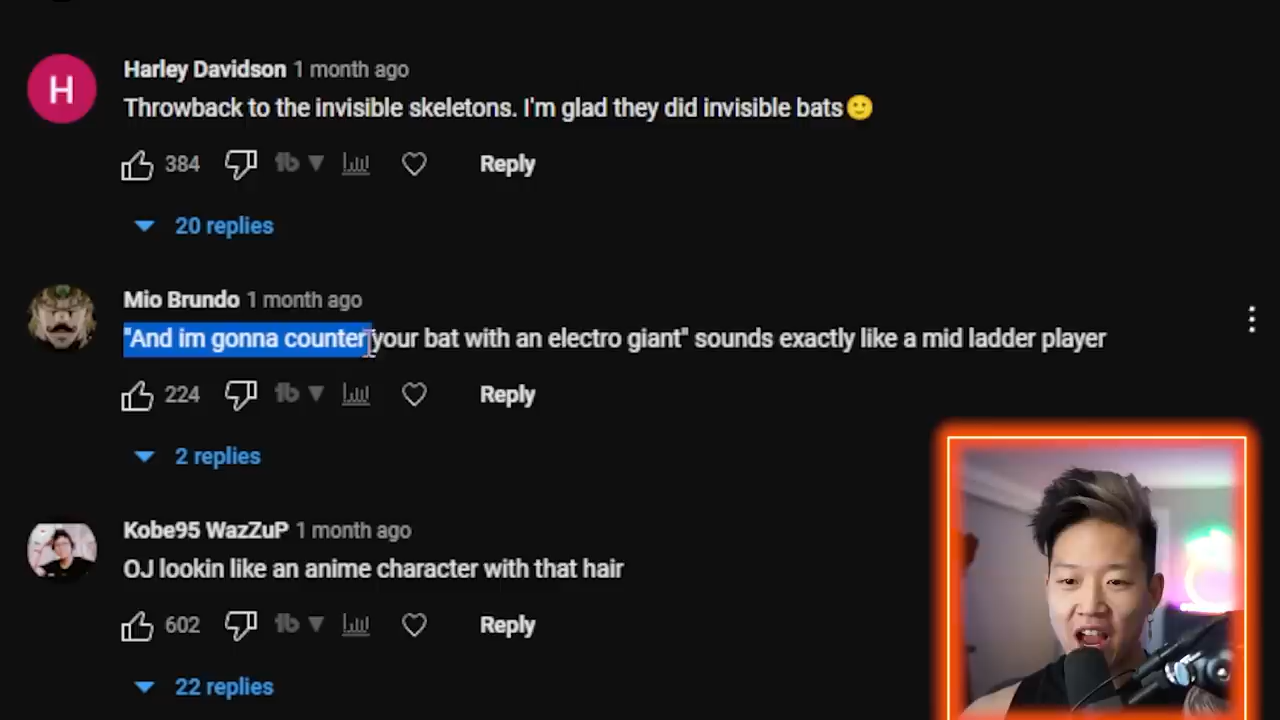 H
Harley Davidson 1 month ago
Throwback to the invisible skeletons. I'm glad they did invisible bats🙂
384 1b Reply
20 replies
Mio Brundo 1 month ago
"And im gonna counter your bat with an electro giant" sounds exactly like a mid ladder player
224 1b Reply
2 replies
Kobe95 WazZuP 1 month ago
OJ lookin like an anime character with that hair
602 1b Reply
22 replies